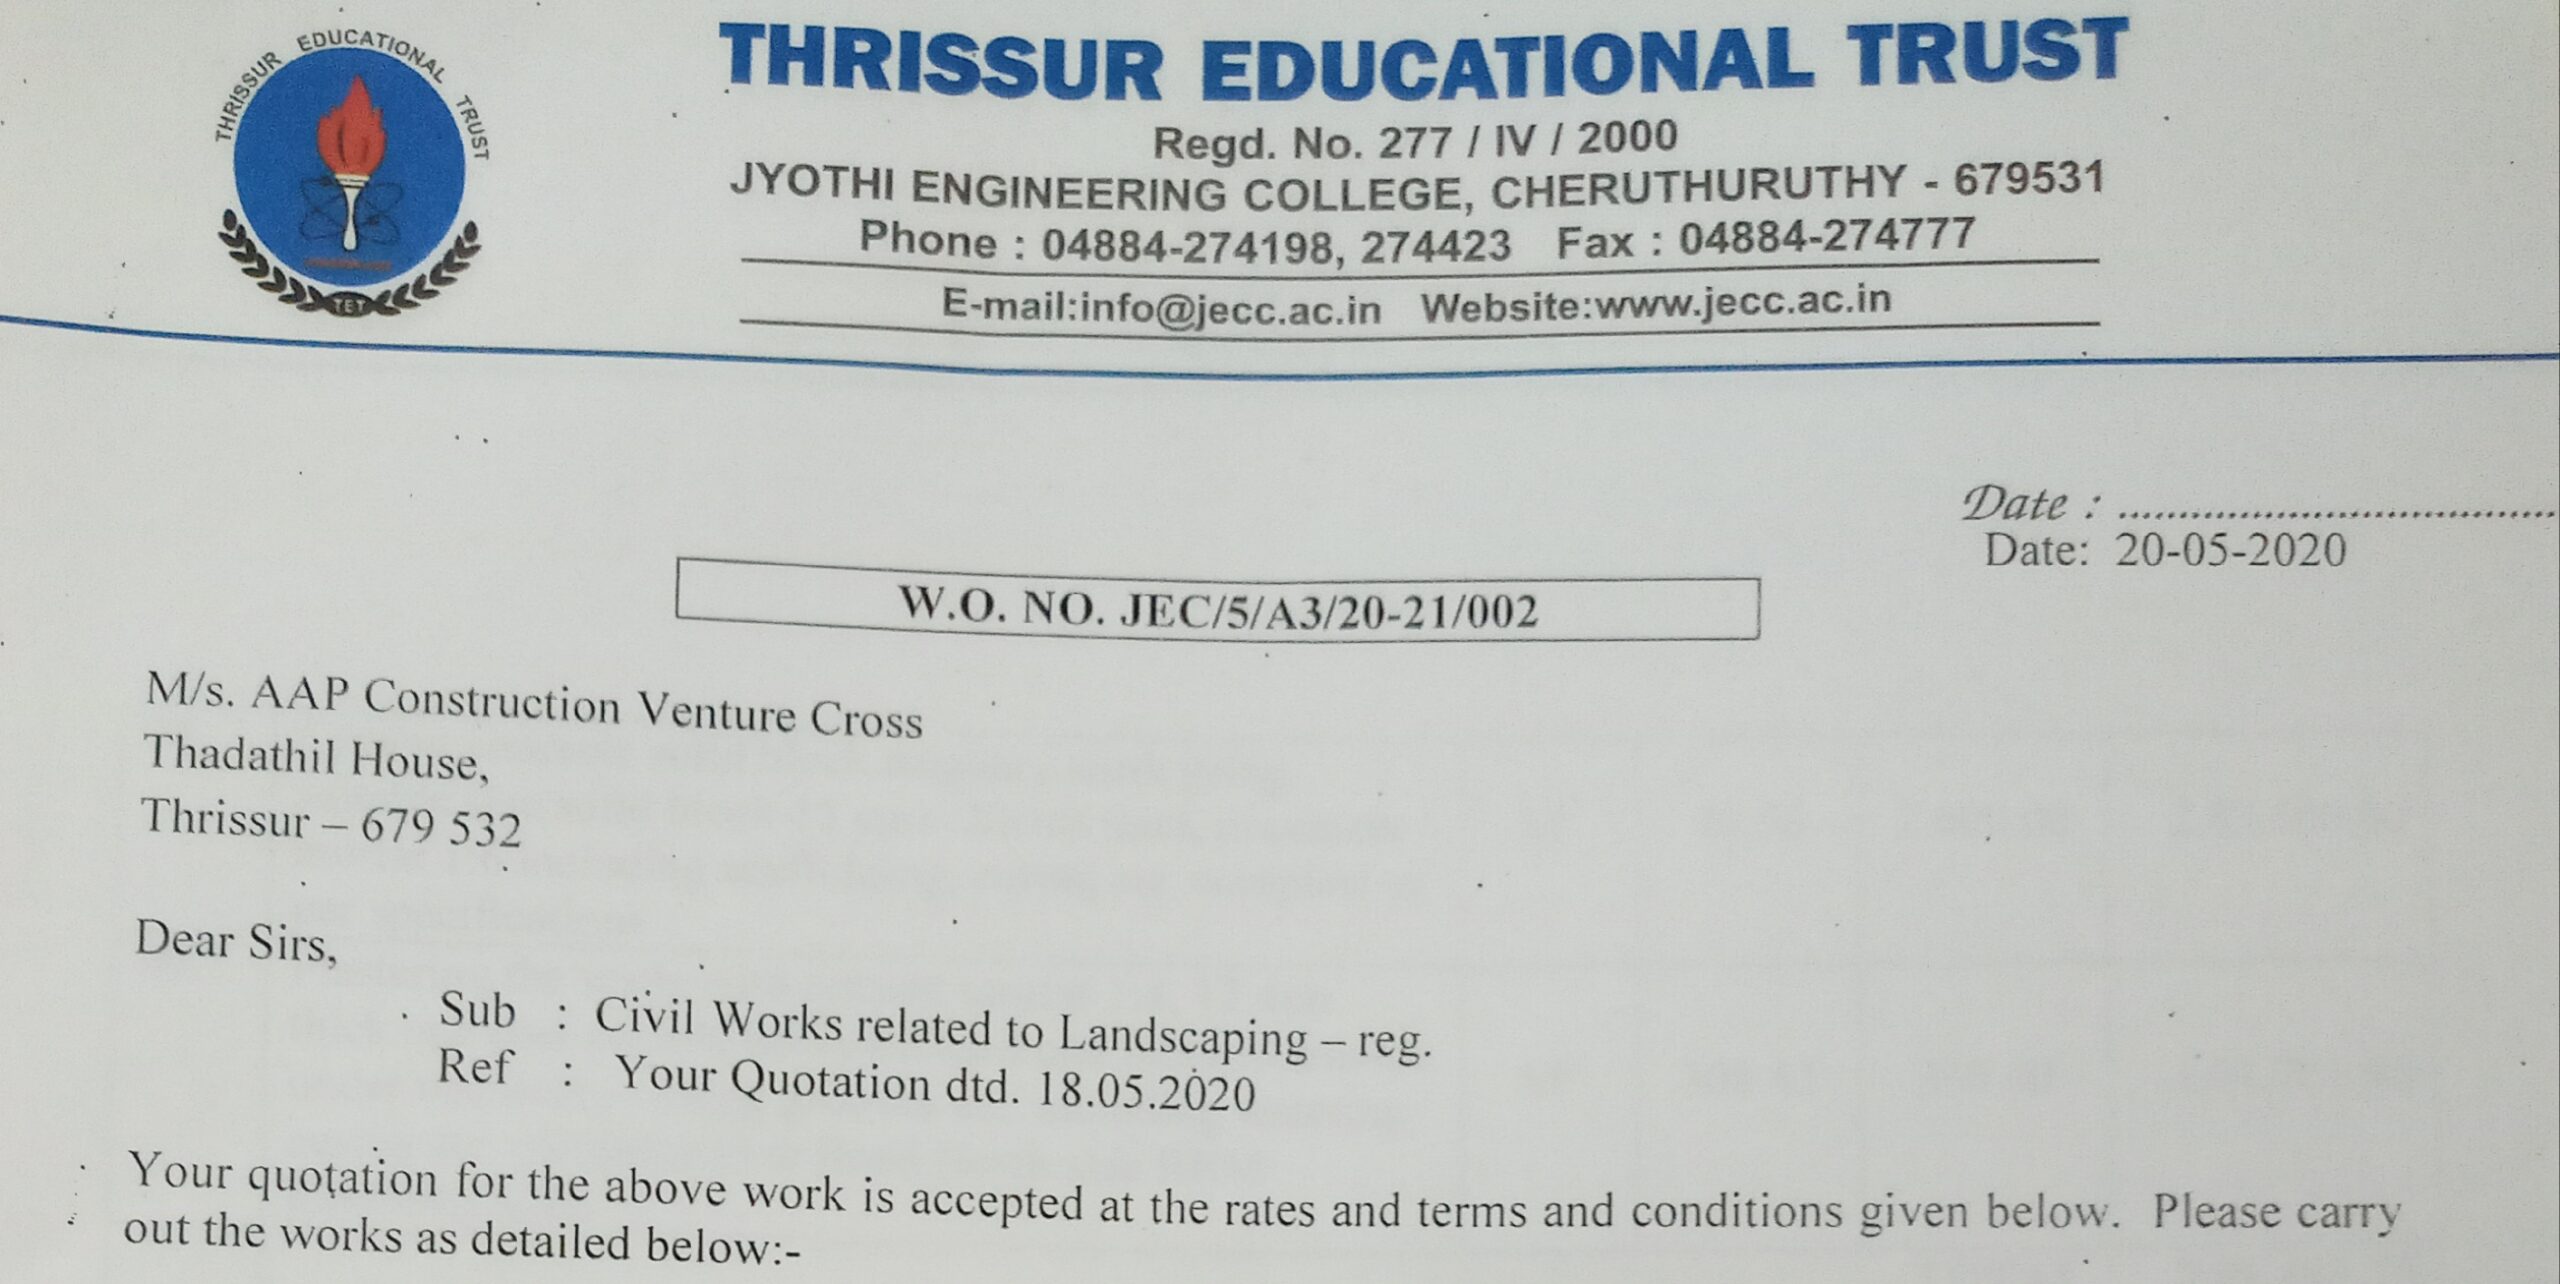 THRISSUR EDUCATIONAL TRUST
TET
THRISSUR EDUCATIONAL TRUST
Regd. No. 277 / IV / 2000
JYOTHI ENGINEERING COLLEGE, CHERUTHURUTHY - 679531
Phone : 04884-274198, 274423 Fax : 04884-274777
E-mail:info@jecc.ac.in Website:www.jecc.ac.in
Date : ....................................
Date: 20-05-2020
W.O. NO. JEC/5/A3/20-21/002
M/s. AAP Construction Venture Cross
Thadathil House,
Thrissur – 679 532
Dear Sirs,
Sub : Civil Works related to Landscaping – reg.
Ref : Your Quotation dtd. 18.05.2020
Your quotation for the above work is accepted at the rates and terms and conditions given below. Please carry
out the works as detailed below:-